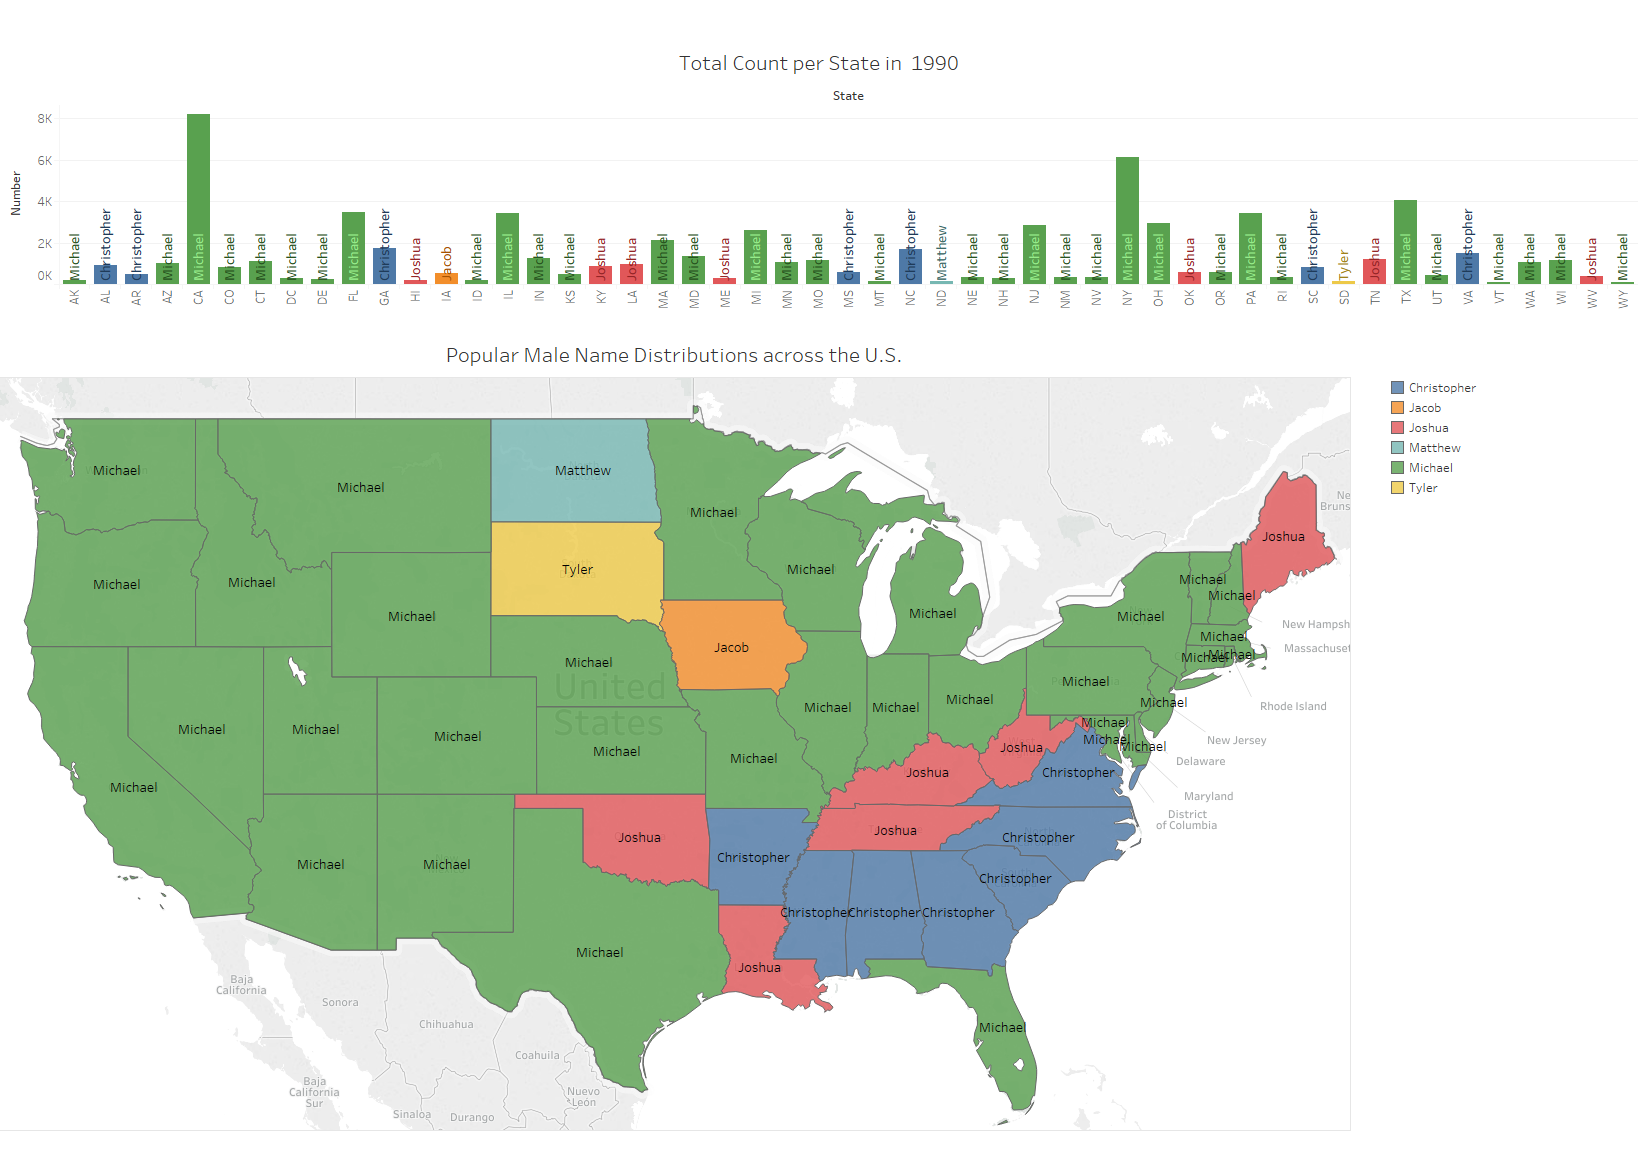 Total Count per State in 1990
State
Number
8K
6K
4K
2K
0K
Michael Christopher Christopher Michael Michael Michael Michael Michael Michael Michael Christopher Joshua Jacob Michael Michael Michael Michael Joshua Joshua Michael Michael Joshua Michael Michael Michael Christopher Michael Christopher Matthew Michael Michael Michael Michael Michael Michael Michael Joshua Michael Michael Michael Christopher Tyler Joshua Michael Michael Christopher Michael Michael Michael Joshua Michael
AK AL AR AZ CA CO CT DC DE FL GA HI IA ID IL IN KS KY LA MA MD ME MI MN MO MS MT NC ND NE NH NJ NM NV NY OH OK OR PA RI SC SD TN TX UT VA VT WA WI WV WY
Popular Male Name Distributions across the U.S.
Christopher
Jacob
Joshua
Matthew
Michael
Tyler
Michael
Michael
Matthew
Michael
Joshua
Ne
Bruns
Michael
Michael
Tyler
Michael
Michael
Michael
Michael
Michael
Michael
Michael
New Hampsh
Michael
Massachuset
Jacob
Michael
Michael
Michael
Michael
United
States
Michael
Michael
Michael
Michael
Michael
Rhode Island
Michael
Michael
Michael
Michael
Michael
Michael
Michael
Joshua
New Jersey
Michael
Michael
Delaware
Joshua
Christopher
Michael
Maryland
District
of Columbia
Joshua
Joshua
Christopher
Michael
Michael
Christopher
Christopher
Christopher
Christopher
Christopher
Michael
Joshua
Baja
California
Sonora
Chihuahua
Michael
Coahuila
Baja
California
Sur
Nuevo
León
Sinaloa
Durango